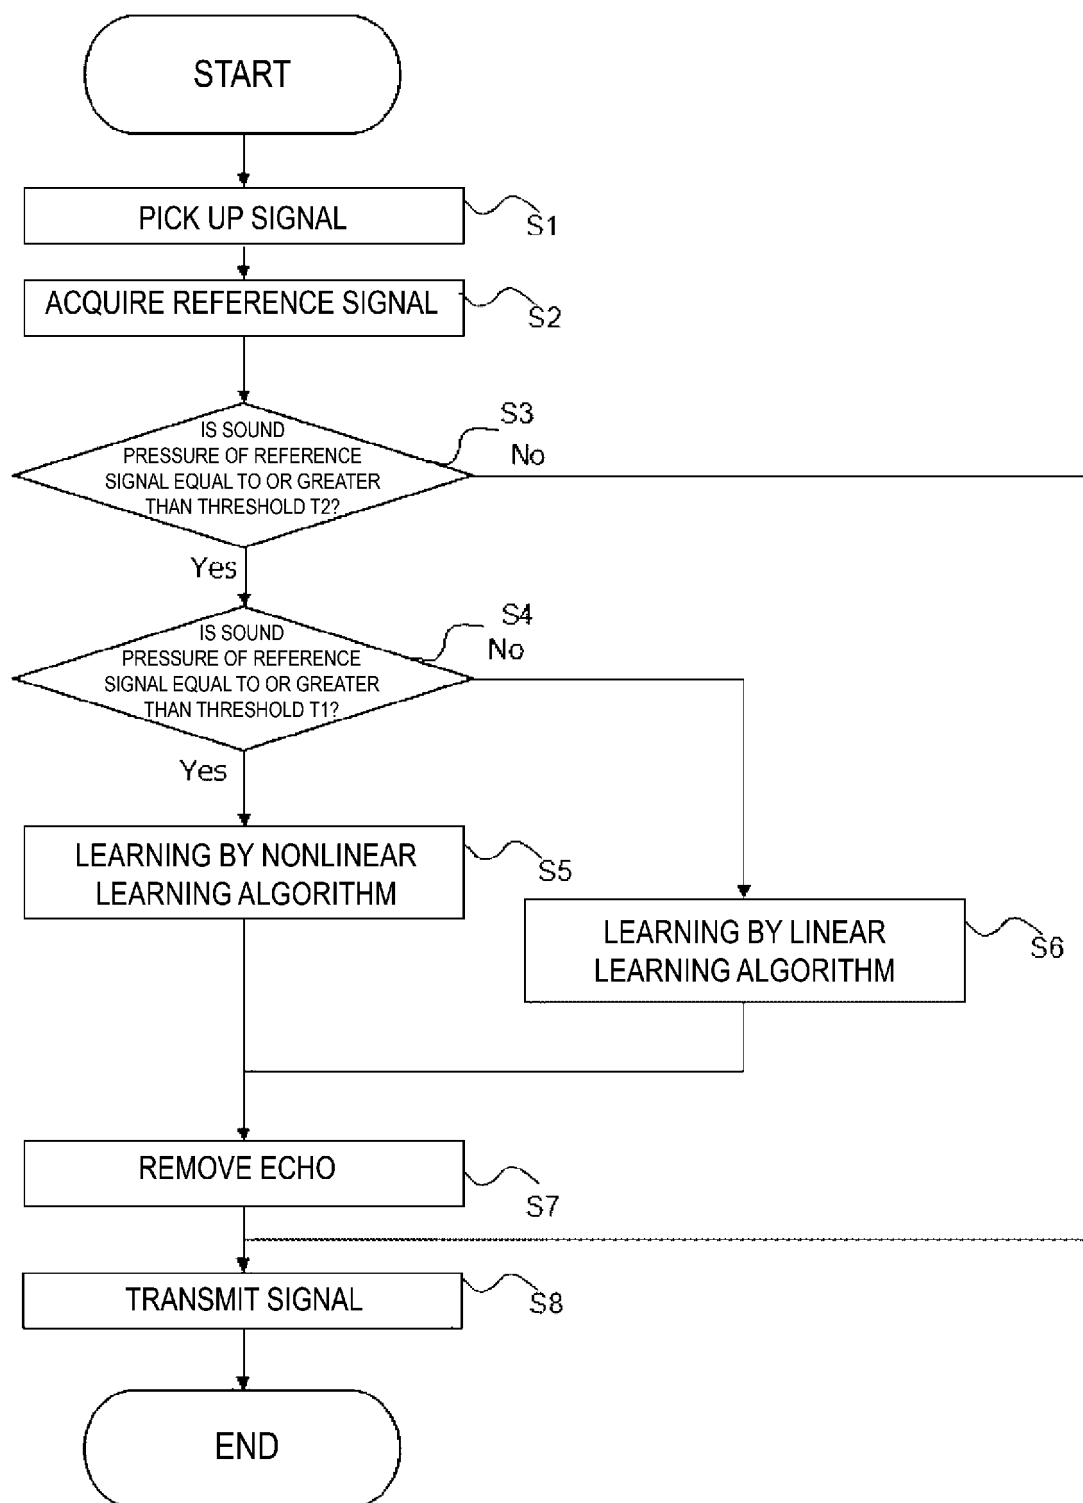 START
PICK UP SIGNAL
S1
ACQUIRE REFERENCE SIGNAL
S2
IS SOUND
PRESSURE OF REFERENCE
SIGNAL EQUAL TO OR GREATER
THAN THRESHOLD T2?
S3
No
Yes
IS SOUND
PRESSURE OF REFERENCE
SIGNAL EQUAL TO OR GREATER
THAN THRESHOLD T1?
S4
No
Yes
LEARNING BY NONLINEAR
LEARNING ALGORITHM
S5
LEARNING BY LINEAR
LEARNING ALGORITHM
S6
REMOVE ECHO
S7
TRANSMIT SIGNAL
S8
END